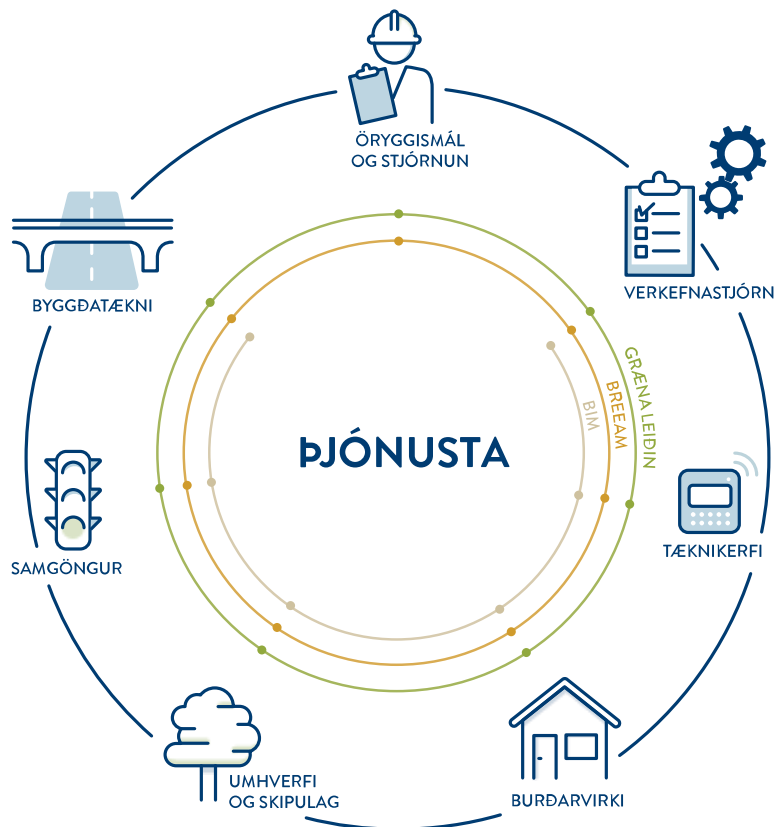 ÖRYGGISMÁL
OG STJÓRNUN
VERKEFNASTJÓRN
BYGGÐATÆKNI
GRÆNA LEIÐIN
BREEAM
BIM
ÞJÓNUSTA
TÆKNIKERFI
SAMGÖNGUR
UMHVERFI
OG SKIPULAG
BURÐARVIRKI